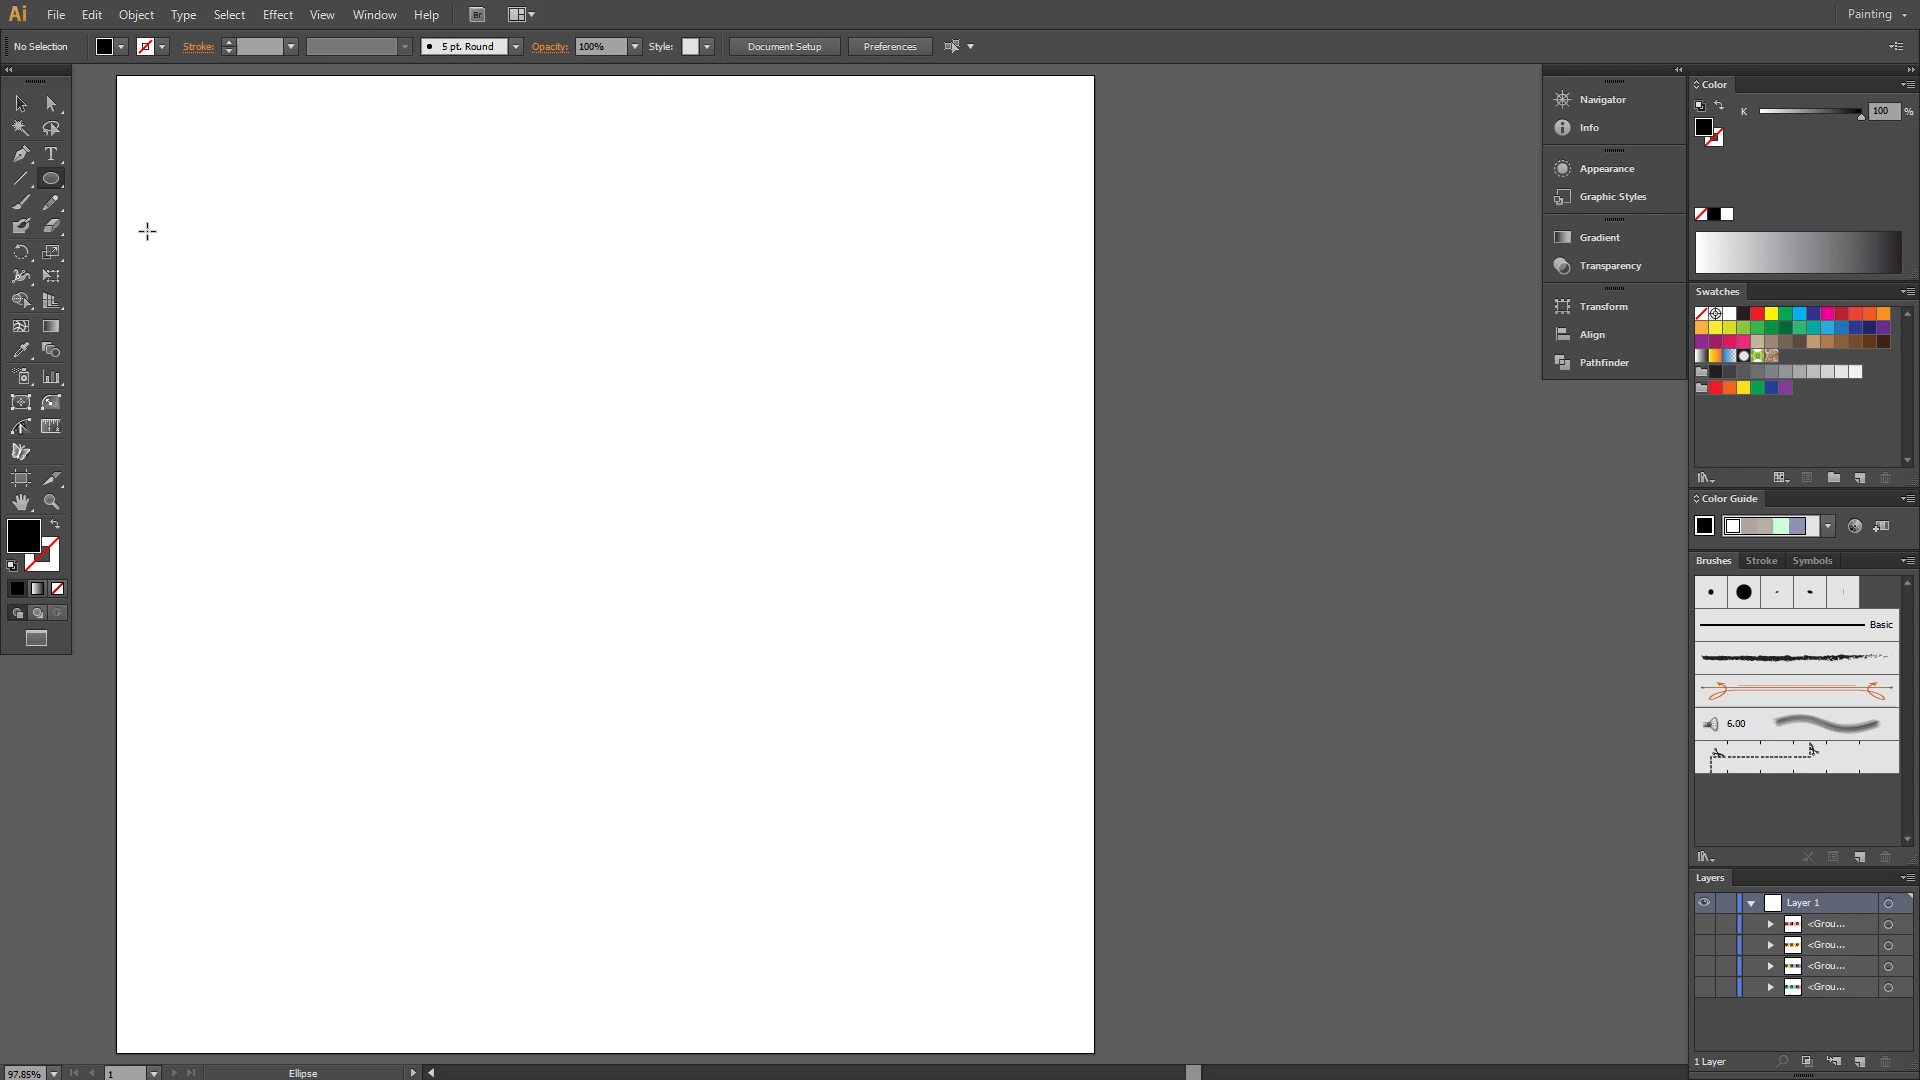 Ai File Edit Object Type Select Effect View Window Help Br Painting
No Selection Stroke: 5 pt. Round Opacity: 100% Style: Document Setup Preferences
Color
Navigator
K 100 %
Info
Appearance
Graphic Styles
Gradient
Transparency
Swatches
Transform
Align
Pathfinder
Color Guide
Brushes Stroke Symbols
Basic
6.00
Layers
Layer 1
<Grou...
<Grou...
<Grou...
<Grou...
1 Layer
97.85% 1 Ellipse
T